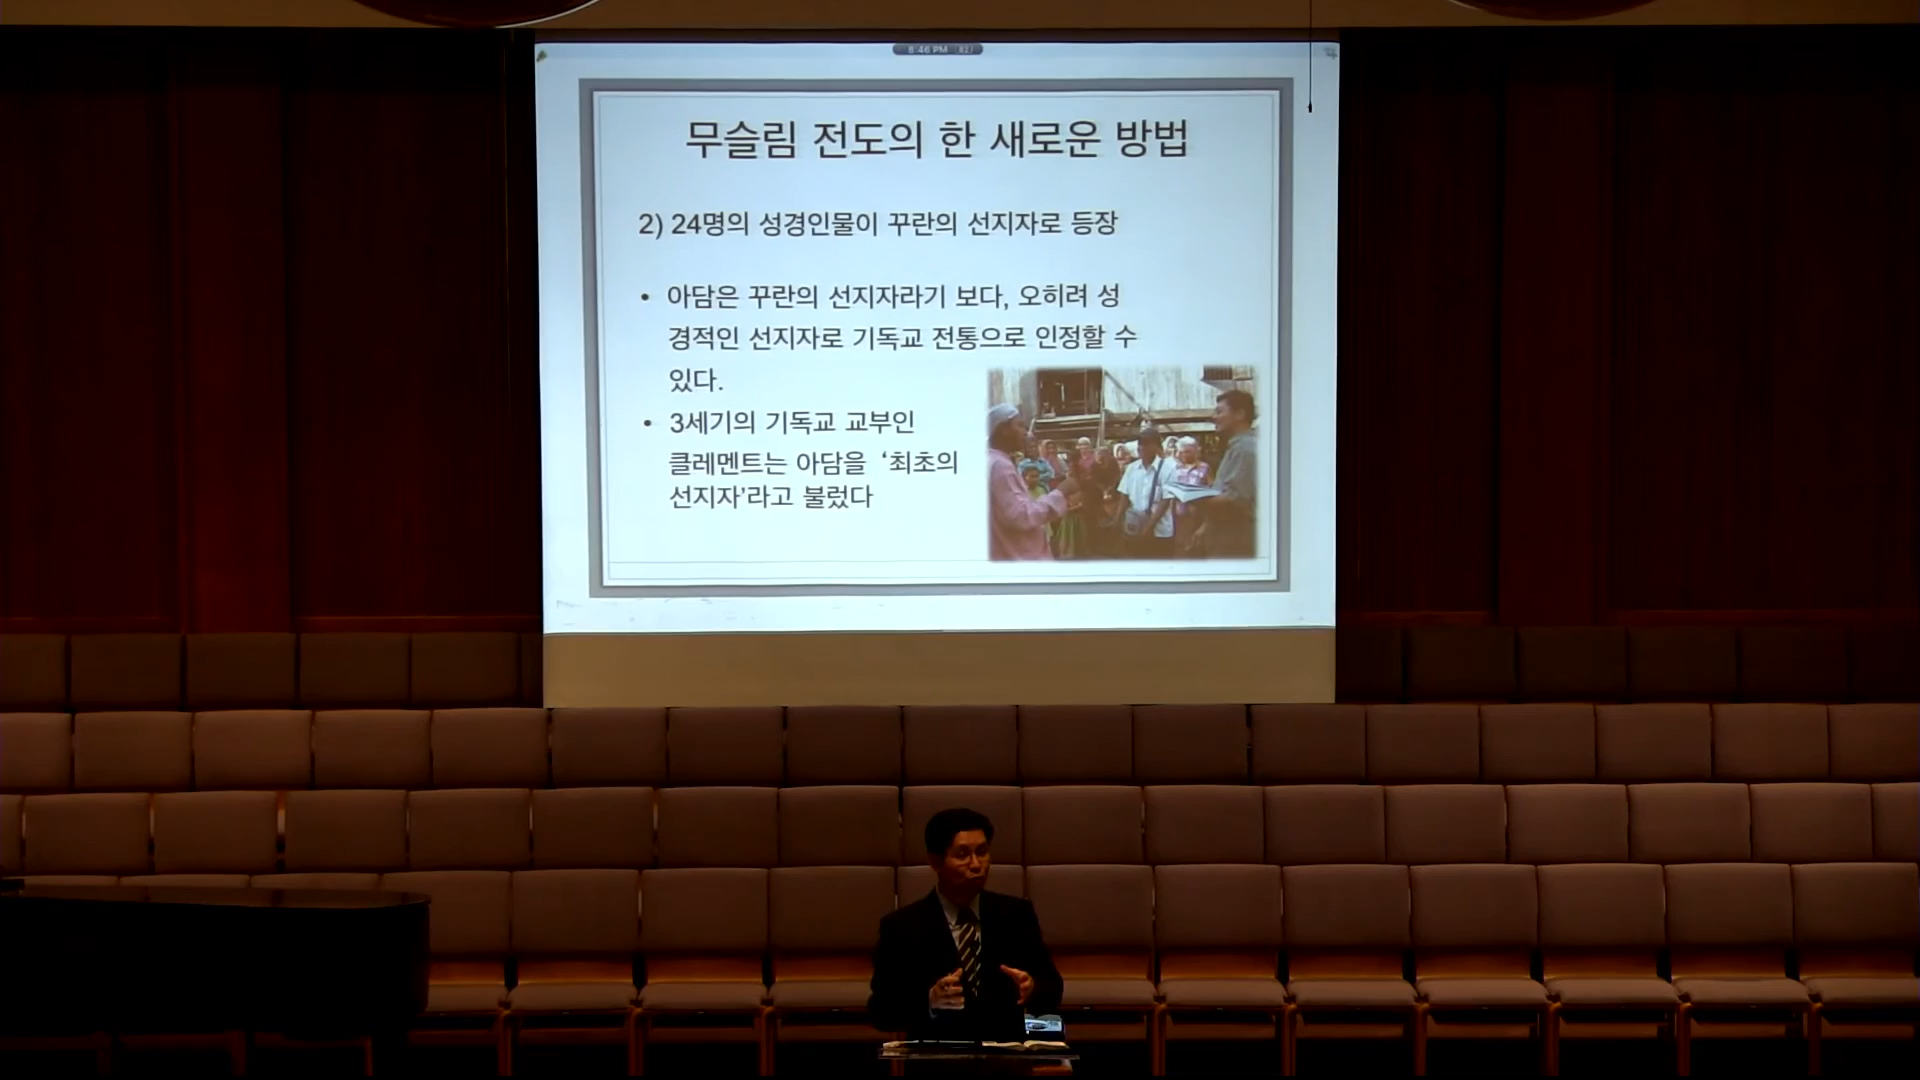 8:46 PM
무슬림 전도의 한 새로운 방법
2) 24명의 성경인물이 꾸란의 선지자로 등장
• 아담은 꾸란의 선지자라기 보다, 오히려 성
경적인 선지자로 기독교 전통으로 인정할 수
있다.
• 3세기의 기독교 교부인
클레멘트는 아담을 ‘최초의
선지자’라고 불렀다